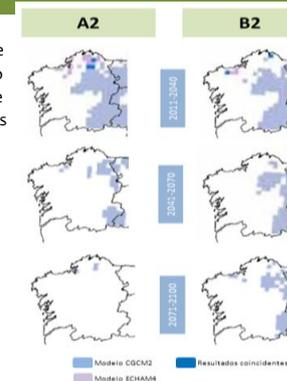 A2
B2
e
o
e
s
2011-2040
2041-2070
2071-2100
Modelo CGCM2
Resultados coincidentes
Modelo ECHAM4